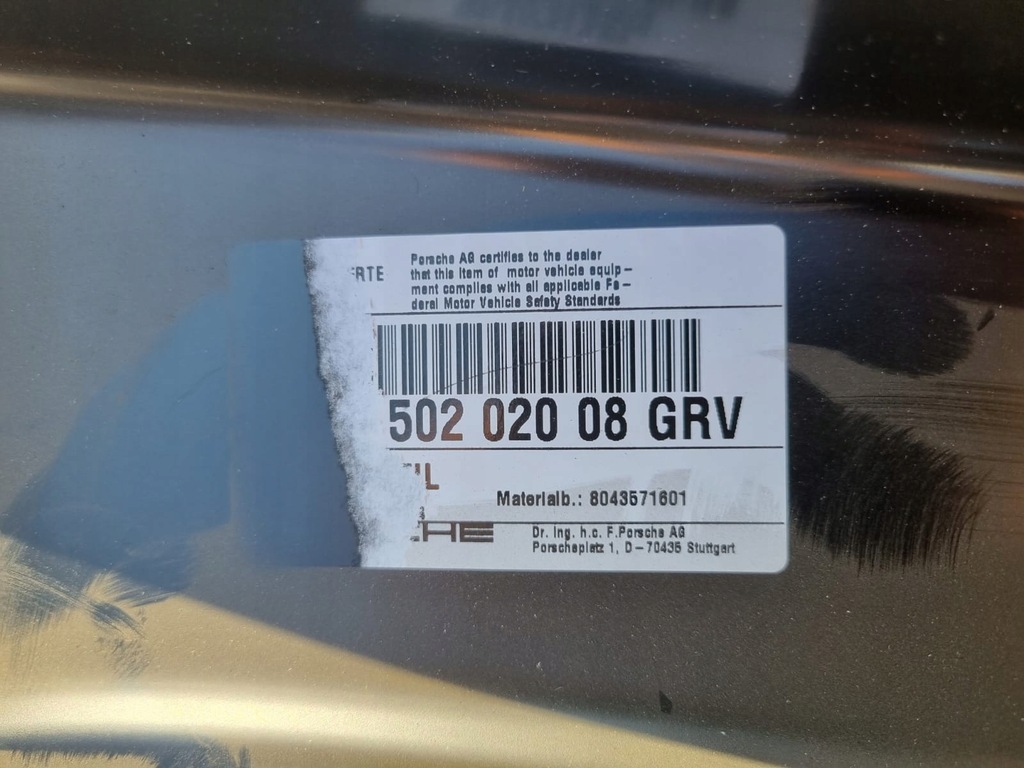 RTE
Porsche AG certifies to the dealer
that this item of motor vehicle equip-
ment complies with all applicable Fe-
deral Motor Vehicle Safety Standards
502 020 08 GRV
Materialb.: 8043571601
CHE
Dr. Ing. h.c. F.Porsche AG
Porscheplatz 1, D-70435 Stuttgart